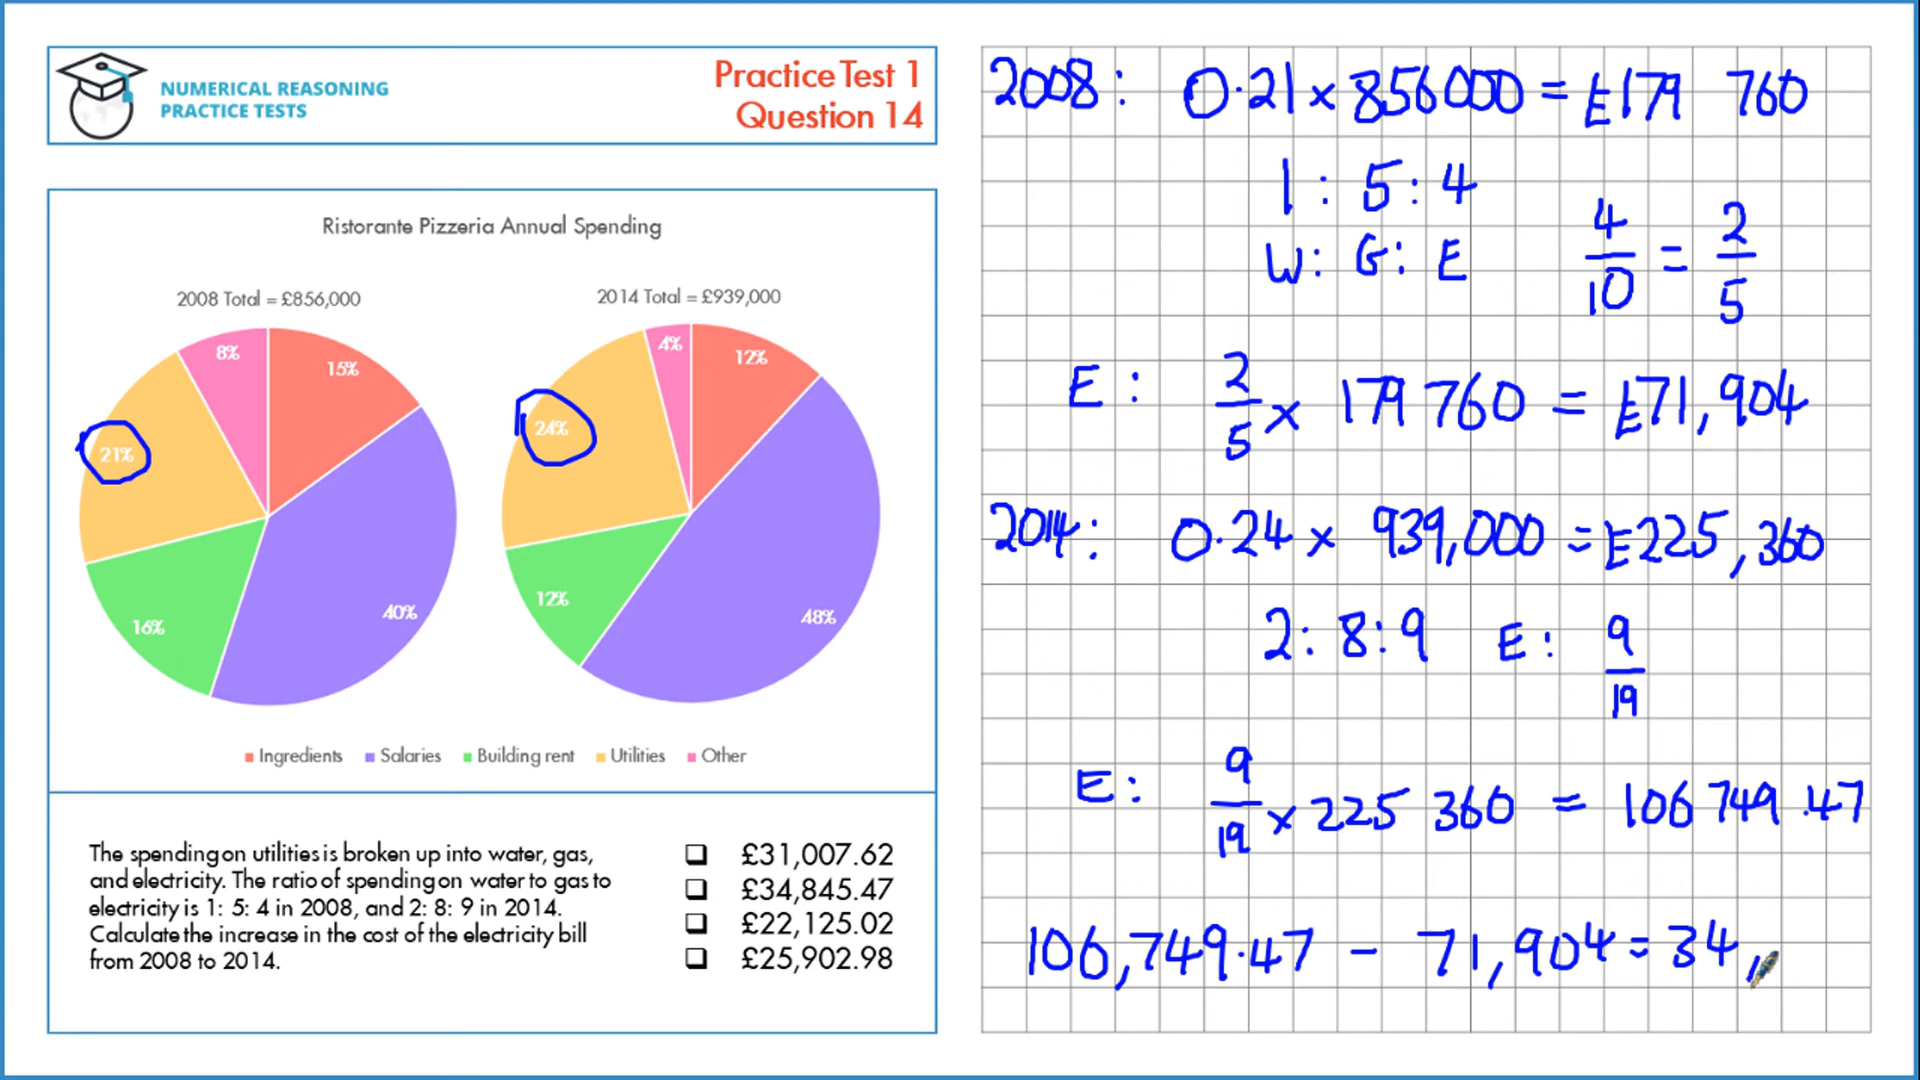 NUMERICAL REASONING
PRACTICE TESTS
Practice Test 1
Question 14
Ristorante Pizzeria Annual Spending
2008 Total = £856,000
2014 Total = £939,000
8%
15%
21%
40%
16%
4%
12%
24%
12%
48%
Ingredients Salaries Building rent Utilities Other
The spending on utilities is broken up into water, gas,
and electricity. The ratio of spending on water to gas to
electricity is 1: 5: 4 in 2008, and 2: 8: 9 in 2014.
Calculate the increase in the cost of the electricity bill
from 2008 to 2014.
£31,007.62
£34,845.47
£22,125.02
£25,902.98
2008: 0.21 x 856000 = £179 760
1 : 5 : 4
W: G: E
4/10 = 2/5
E: 2/5 x 179 760 = £71,904
2014: 0.24 x 939,000 = £225,360
2: 8: 9 E: 9/19
E: 9/19 x 225 360 = 106 749.47
106,749.47 - 71,904 = 34,